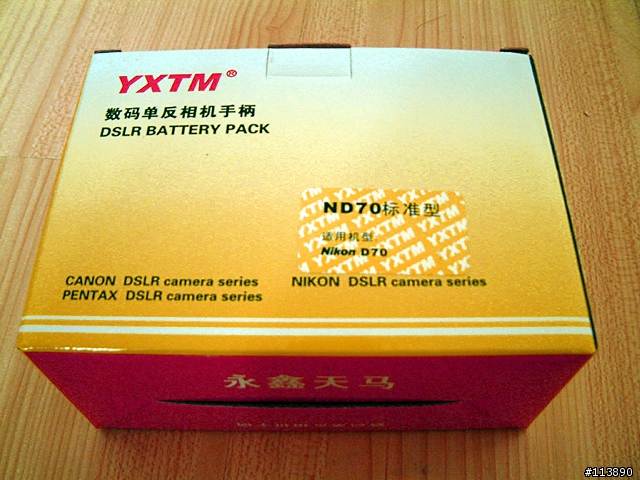 YXTM®
数码单反相机手柄
DSLR BATTERY PACK
ND70标准型
适用机型
Nikon D70
CANON DSLR camera series
NIKON DSLR camera series
PENTAX DSLR camera series
永鑫天马
#113890